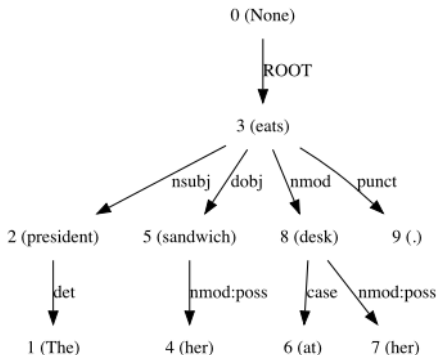 0 (None)
ROOT
3 (eats)
nsubj dobj nmod punct
2 (president) 5 (sandwich) 8 (desk) 9 (.)
det nmod:poss case nmod:poss
1 (The) 4 (her) 6 (at) 7 (her)